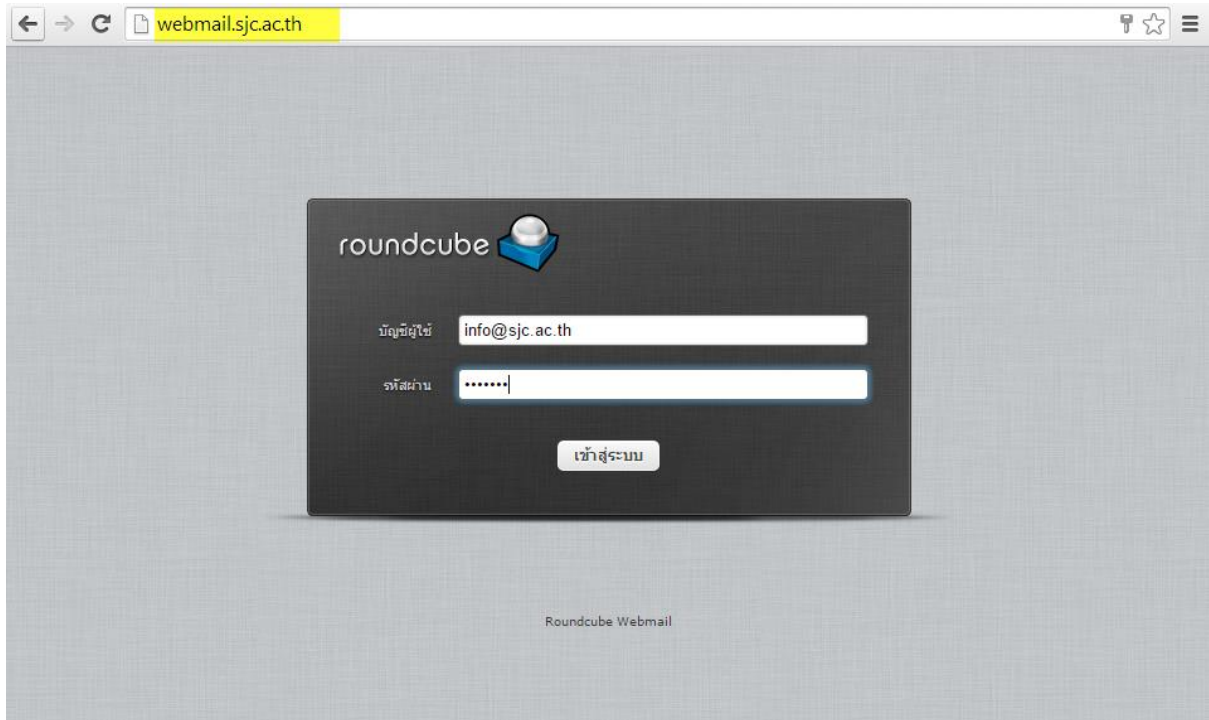 webmail.sjc.ac.th
roundcube
บัญชีผู้ใช้ info@sjc.ac.th
รหัสผ่าน •••••••
เข้าสู่ระบบ
Roundcube Webmail